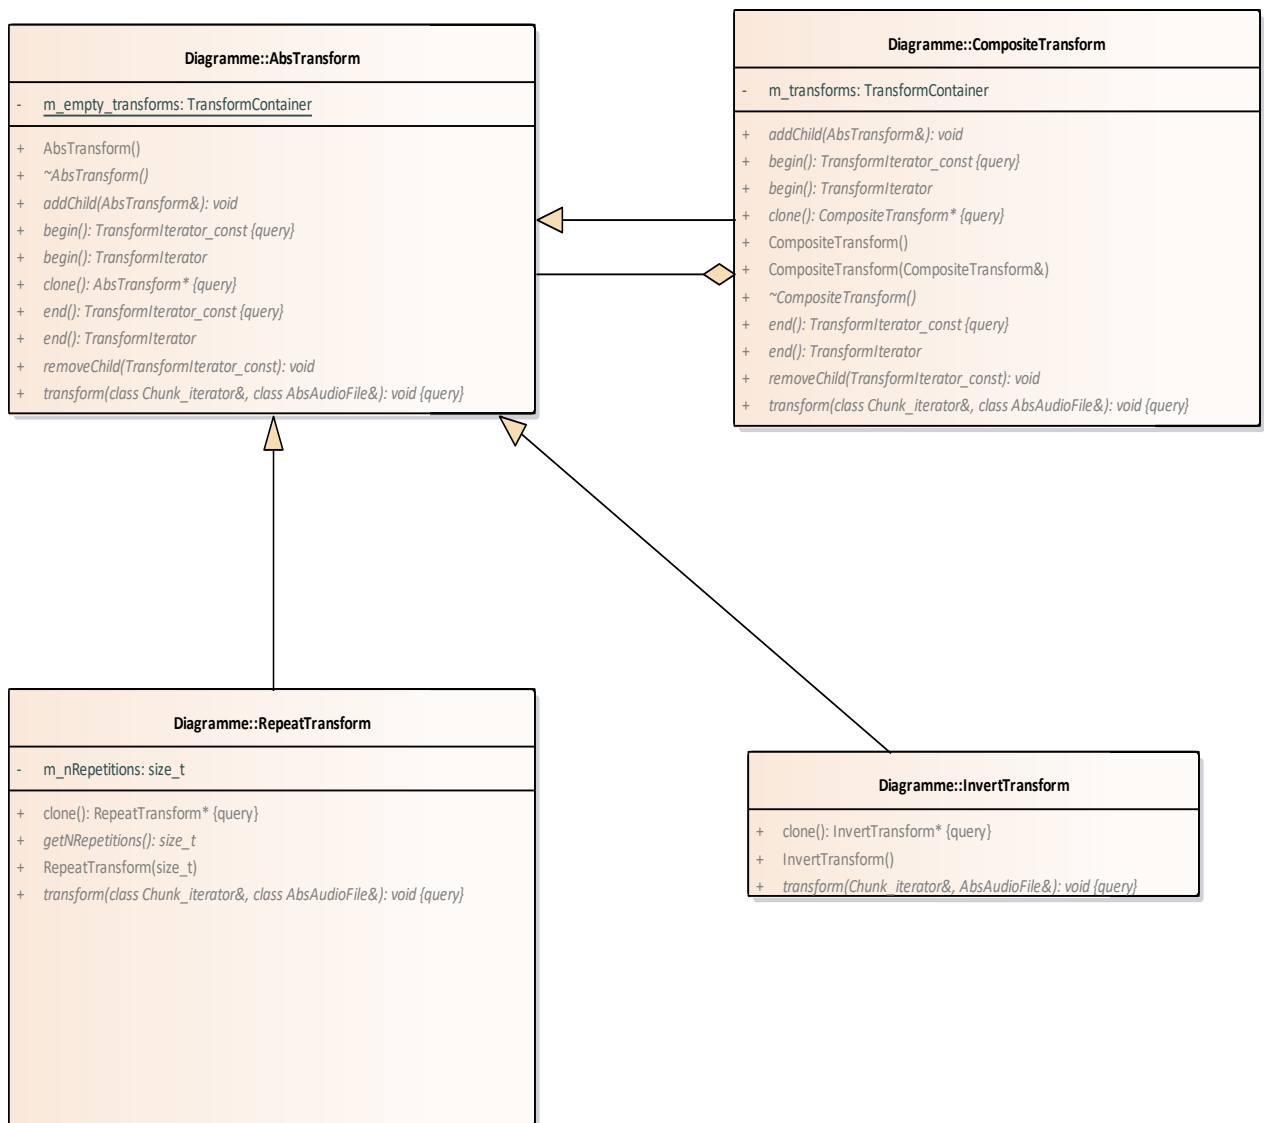 Diagramme::AbsTransform
- m_empty_transforms: TransformContainer
+ AbsTransform()
+ ~AbsTransform()
+ addChild(AbsTransform&): void
+ begin(): TransformIterator_const {query}
+ begin(): TransformIterator
+ clone(): AbsTransform* {query}
+ end(): TransformIterator_const {query}
+ end(): TransformIterator
+ removeChild(TransformIterator_const): void
+ transform(class Chunk_iterator&, class AbsAudioFile&): void {query}
Diagramme::CompositeTransform
- m_transforms: TransformContainer
+ addChild(AbsTransform&): void
+ begin(): TransformIterator_const {query}
+ begin(): TransformIterator
+ clone(): CompositeTransform* {query}
+ CompositeTransform()
+ CompositeTransform(CompositeTransform&)
+ ~CompositeTransform()
+ end(): TransformIterator_const {query}
+ end(): TransformIterator
+ removeChild(TransformIterator_const): void
+ transform(class Chunk_iterator&, class AbsAudioFile&): void {query}
Diagramme::RepeatTransform
- m_nRepetitions: size_t
+ clone(): RepeatTransform* {query}
+ getNRepetitions(): size_t
+ RepeatTransform(size_t)
+ transform(class Chunk_iterator&, class AbsAudioFile&): void {query}
Diagramme::InvertTransform
+ clone(): InvertTransform* {query}
+ InvertTransform()
+ transform(Chunk_iterator&, AbsAudioFile&): void {query}